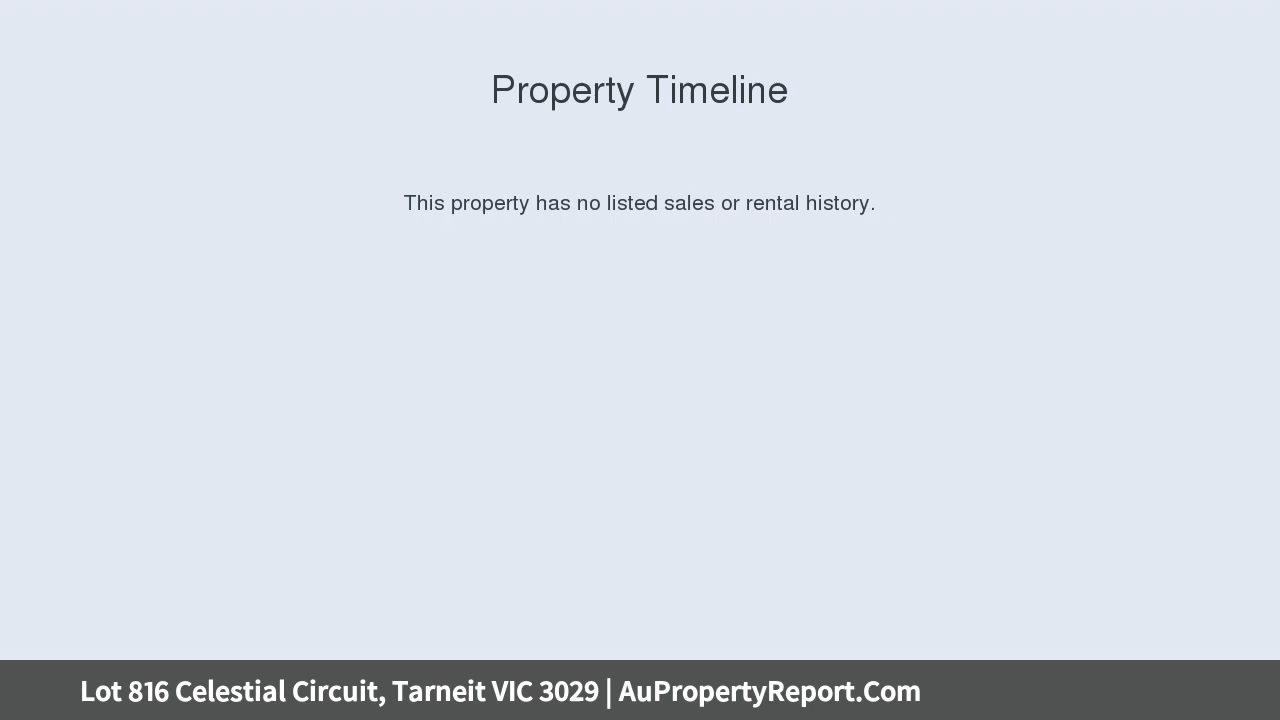 Property Timeline
This property has no listed sales or rental history.
Lot 816 Celestial Circuit, Tarneit VIC 3029 | AuPropertyReport.Com